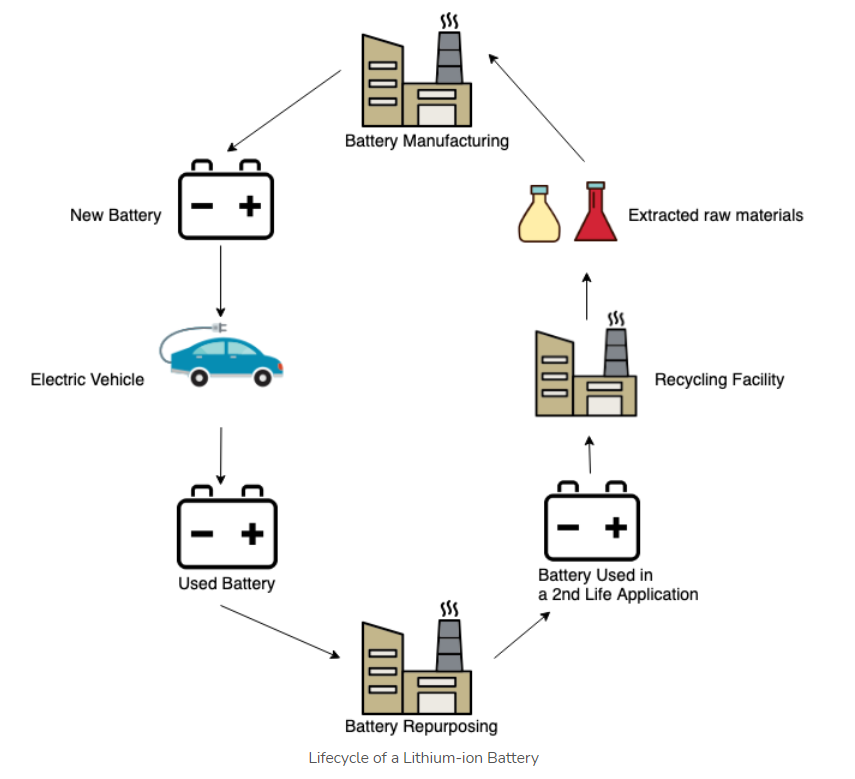 Battery Manufacturing
New Battery
Extracted raw materials
Electric Vehicle
Recycling Facility
Used Battery
Battery Used in
a 2nd Life Application
Battery Repurposing
Lifecycle of a Lithium-ion Battery